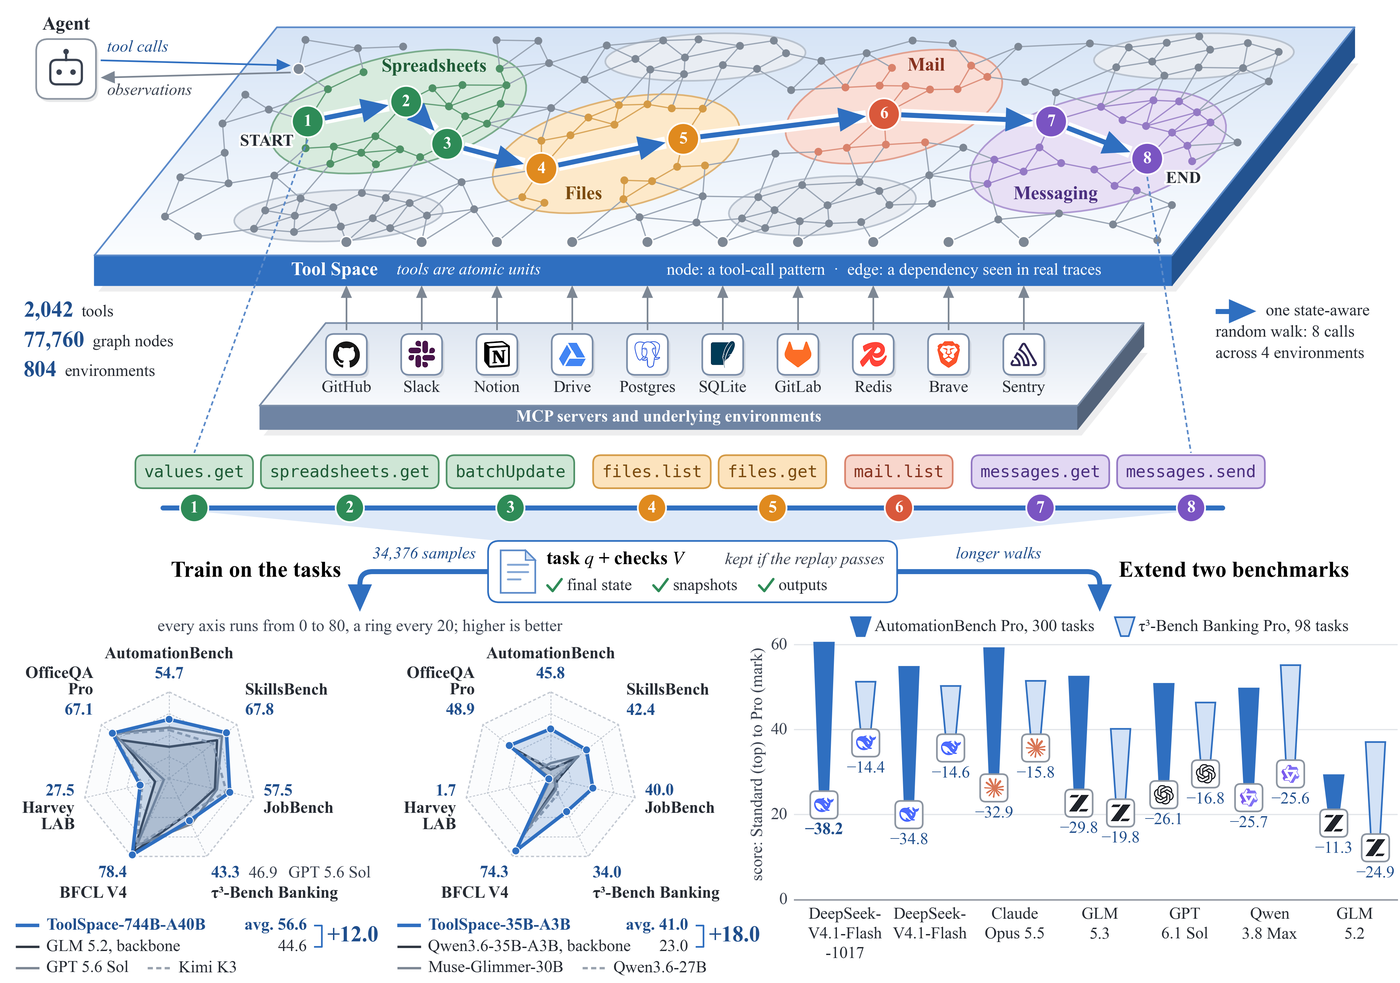 Agent
tool calls
observations
Spreadsheets
Mail
1
2
3
START
4
5
6
7
8
END
Files
Messaging
Tool Space tools are atomic units node: a tool-call pattern · edge: a dependency seen in real traces
2,042 tools
77,760 graph nodes
804 environments
one state-aware
random walk: 8 calls
across 4 environments
GitHub Slack Notion Drive Postgres SQLite GitLab Redis Brave Sentry
MCP servers and underlying environments
values.get spreadsheets.get batchUpdate files.list files.get mail.list messages.get messages.send
1 2 3 4 5 6 7 8
34,376 samples
task q + checks V kept if the replay passes
longer walks
Train on the tasks
final state snapshots outputs
Extend two benchmarks
every axis runs from 0 to 80, a ring every 20; higher is better
AutomationBench
54.7
OfficeQA
Pro
67.1
SkillsBench
67.8
27.5
Harvey
LAB
57.5
JobBench
78.4
BFCL V4
43.3 46.9 GPT 5.6 Sol
τ³-Bench Banking
ToolSpace-744B-A40B avg. 56.6
GLM 5.2, backbone 44.6
+12.0
GPT 5.6 Sol Kimi K3
AutomationBench
45.8
OfficeQA
Pro
48.9
SkillsBench
42.4
1.7
Harvey
LAB
40.0
JobBench
74.3
BFCL V4
34.0
τ³-Bench Banking
ToolSpace-35B-A3B avg. 41.0
Qwen3.6-35B-A3B, backbone 23.0
+18.0
Muse-Glimmer-30B Qwen3.6-27B
AutomationBench Pro, 300 tasks τ³-Bench Banking Pro, 98 tasks
score: Standard (top) to Pro (mark)
60
40
20
0
−38.2
−14.4
−34.8
−14.6
−32.9
−15.8
−29.8
−19.8
−26.1
−16.8
−25.7
−25.6
−11.3
−24.9
DeepSeek-
V4.1-Flash
-1017
DeepSeek-
V4.1-Flash
Claude
Opus 5.5
GLM
5.3
GPT
6.1 Sol
Qwen
3.8 Max
GLM
5.2